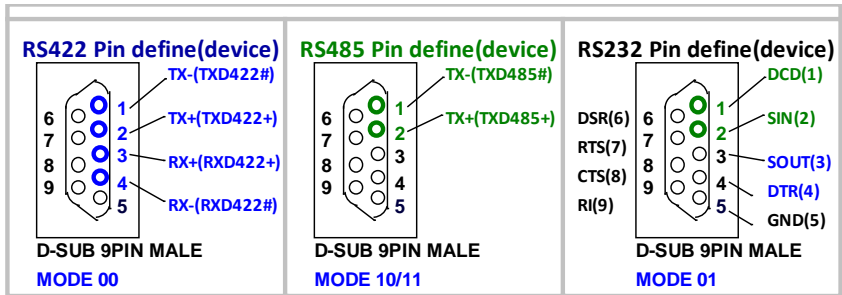 RS422 Pin define(device)
TX-(TXD422#)
6
1
TX+(TXD422+)
7
2
8
3
RX+(RXD422+)
9
4
RX-(RXD422#)
5
D-SUB 9PIN MALE
MODE 00
RS485 Pin define(device)
TX-(TXD485#)
6
1
TX+(TXD485+)
7
2
8
3
9
4
5
D-SUB 9PIN MALE
MODE 10/11
RS232 Pin define(device)
DCD(1)
DSR(6) 6
1
SIN(2)
RTS(7) 7
2
8
3
SOUT(3)
CTS(8)
9
4
DTR(4)
RI(9)
5
GND(5)
D-SUB 9PIN MALE
MODE 01